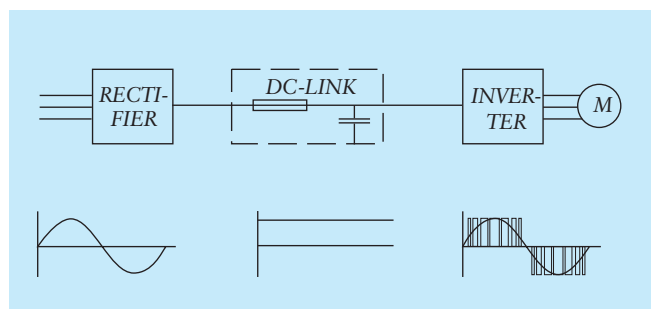 RECTI-
FIER
DC-LINK
INVER-
TER
M